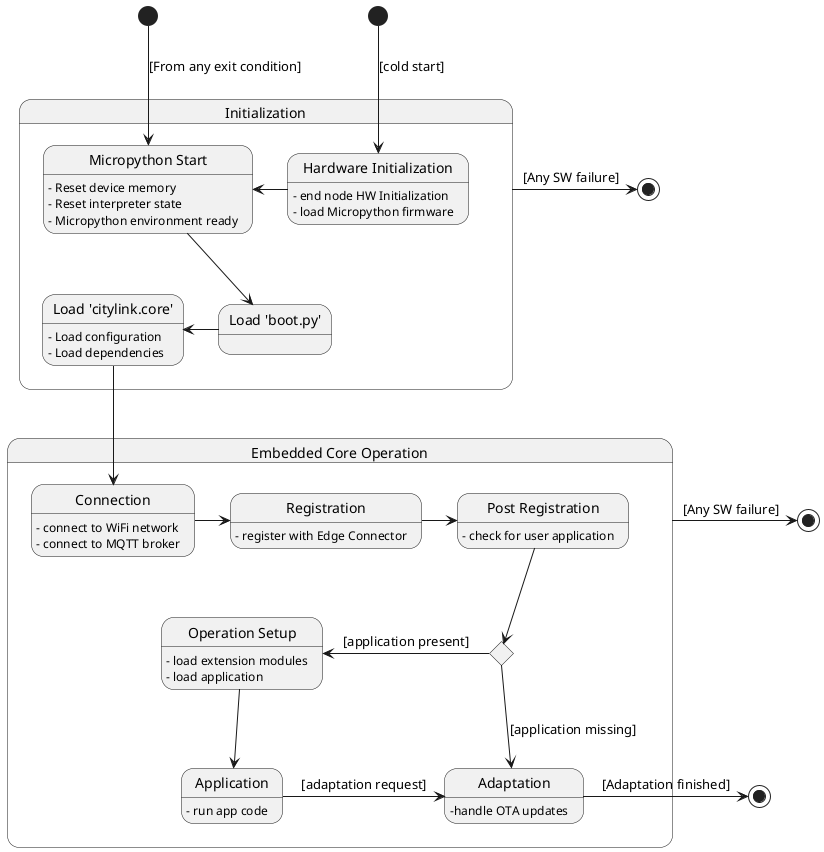 [From any exit condition]
[cold start]
Initialization
Micropython Start
- Reset device memory
- Reset interpreter state
- Micropython environment ready
Hardware Initialization
- end node HW Initialization
- load Micropython firmware
[Any SW failure]
Load 'citylink.core'
- Load configuration
- Load dependencies
Load 'boot.py'
Embedded Core Operation
Connection
- connect to WiFi network
- connect to MQTT broker
Registration
- register with Edge Connector
Post Registration
- check for user application
[Any SW failure]
Operation Setup
- load extension modules
- load application
[application present]
[application missing]
Application
- run app code
[adaptation request]
Adaptation
-handle OTA updates
[Adaptation finished]